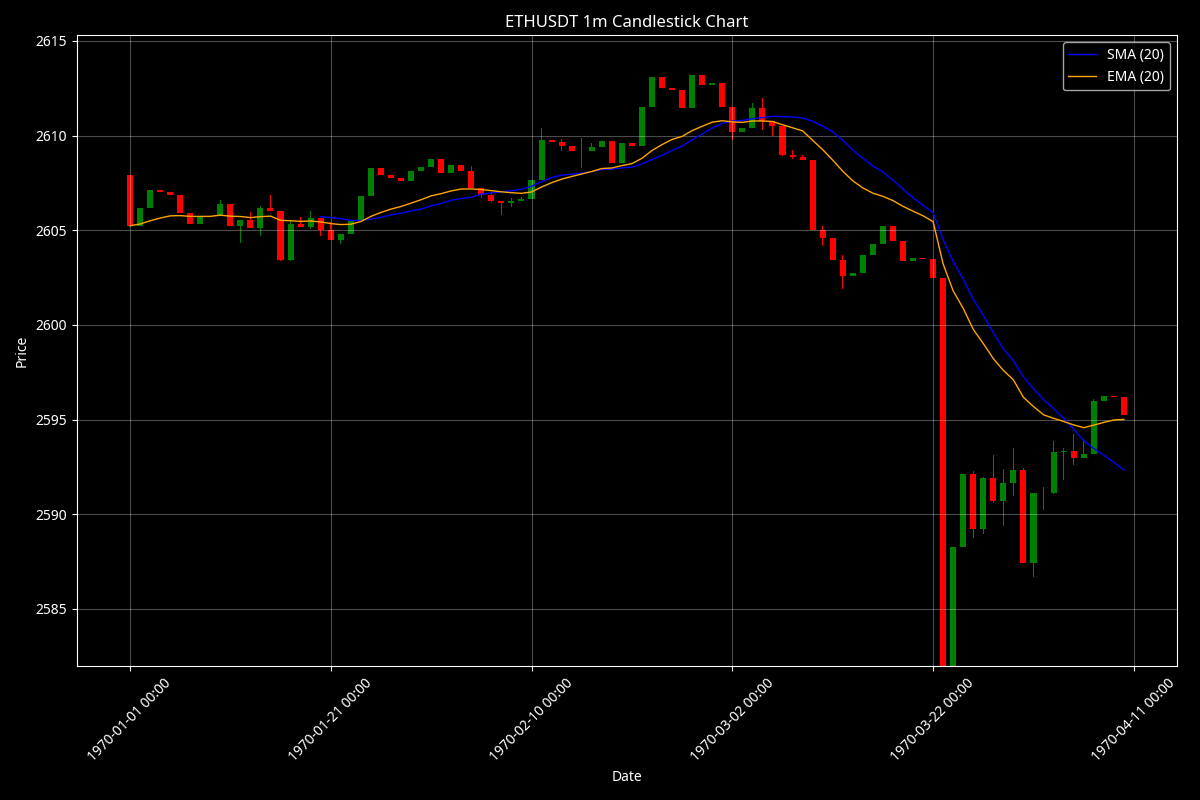 ETHUSDT 1m Candlestick Chart
SMA (20)
EMA (20)
2615
2610
2605
2600
2595
2590
2585
Price
1970-01-01 00:00
1970-01-21 00:00
1970-02-10 00:00
1970-03-02 00:00
1970-03-22 00:00
1970-04-11 00:00
Date